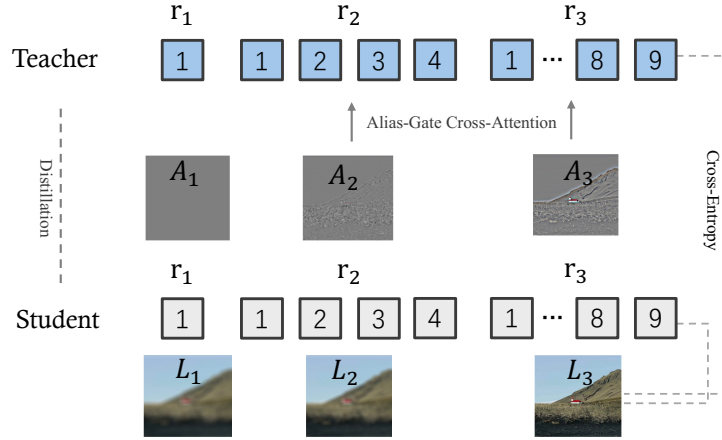 r₁ r₂ r₃
Teacher 1 1 2 3 4 1 ... 8 9
Alias-Gate Cross-Attention
Distillation
Cross-Entropy
A₁ A₂ A₃
r₁ r₂ r₃
Student 1 1 2 3 4 1 ... 8 9
L₁ L₂ L₃